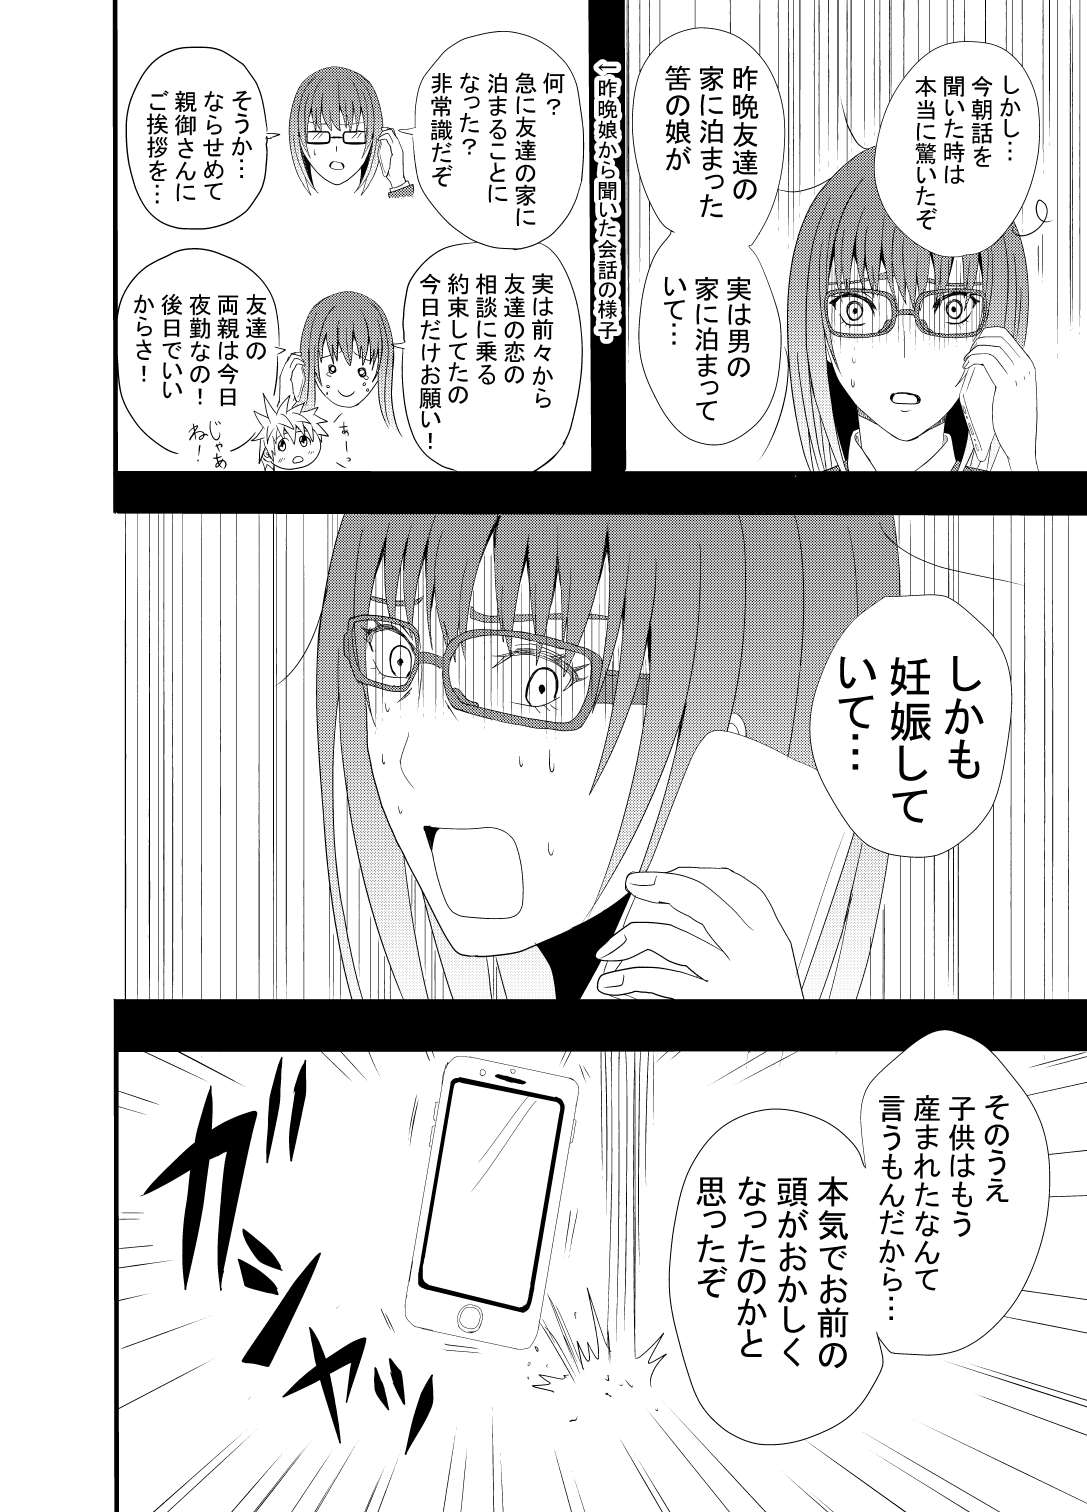 しかし…
今朝話を
聞いた時は
本当に驚いたぞ
昨晩友達の
家に泊まった
筈の娘が
実は男の
家に泊まって
いて…
←昨晩娘から聞いた会話の様子
何？
急に友達の家に
泊まることに
なった？
非常識だぞ
そうか…
ならせめて
親御さんに
ご挨拶を…
実は前々から
友達の恋の
相談に乗る
約束してたの
今日だけお願い！
あーっ
友達の
両親は今日
夜勤なの！
後日でいい
からさ！
じゃあ
ね！
しかも
妊娠して
いて…
そのうえ
子供はもう
産まれたなんて
言うもんだから…
本気でお前の
頭がおかしく
なったのかと
思ったぞ
ガシャッ